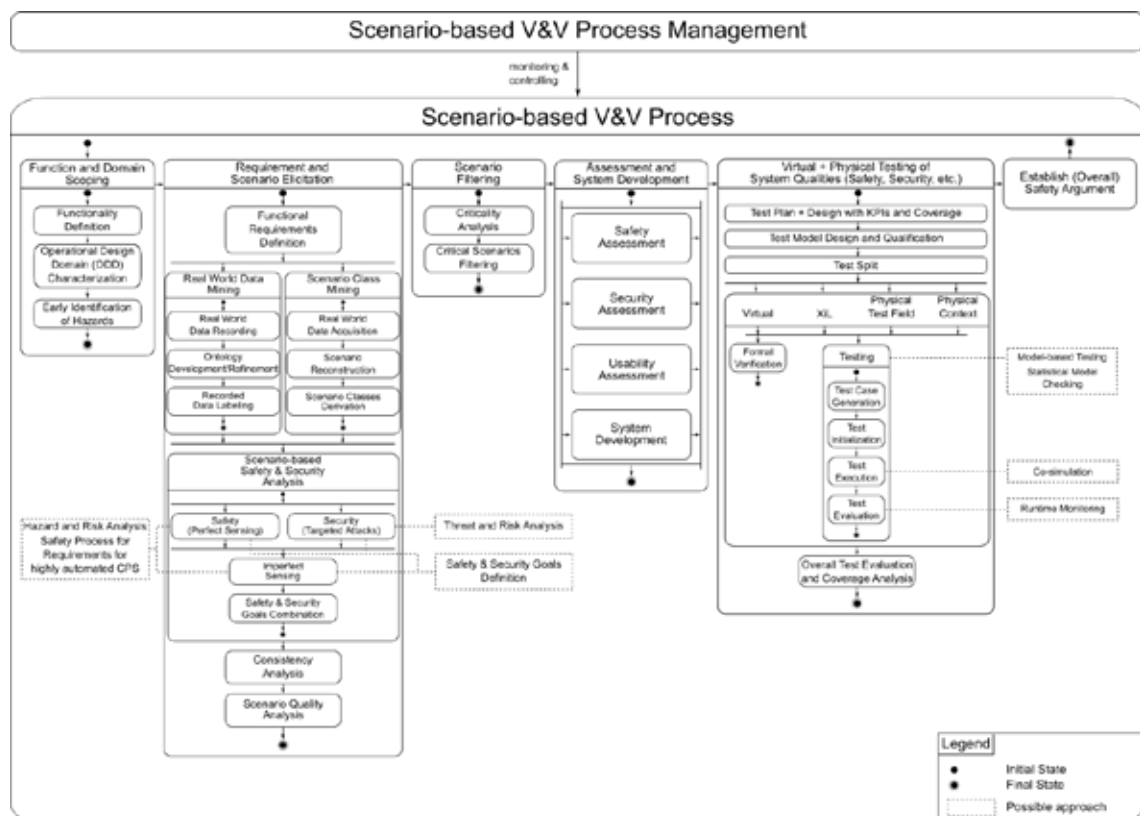 Scenario-based V&V Process Management
monitoring &
controlling
Scenario-based V&V Process
Function and Domain
Scoping
Functionality
Definition
Operational Design
Domain (ODD)
Characterization
Early Identification
of Hazards
Requirement and
Scenario Elicitation
Functional
Requirements
Definition
Real World Data
Mining
Real World
Data Recording
Ontology
Development/Refinement
Recorded
Data Labeling
Scenario Class
Mining
Real World
Data Acquisition
Scenario
Reconstruction
Scenario Classes
Derivation
Scenario-based
Safety & Security
Analysis
Safety
(Perfect Sensing)
Security
(Targeted Attacks)
Imperfect
Sensing
Safety & Security
Goals Combination
Consistency
Analysis
Scenario Quality
Analysis
Hazard and Risk Analysis
Safety Process for
Requirements for
highly automated CPS
Threat and Risk Analysis
Safety & Security Goals
Definition
Scenario
Filtering
Criticality
Analysis
Critical Scenarios
Filtering
Assessment and
System Development
Safety
Assessment
Security
Assessment
Usability
Assessment
System
Development
Virtual + Physical Testing of
System Qualities (Safety, Security, etc.)
Test Plan + Design with KPIs and Coverage
Test Model Design and Qualification
Test Split
Virtual
XiL
Physical
Test Field
Physical
Context
Formal
Verification
Testing
Test Case
Generation
Test
Initialization
Test
Execution
Test
Evaluation
Overall Test Evaluation
and Coverage Analysis
Model-based Testing
Statistical Model
Checking
Co-simulation
Runtime Monitoring
Establish (Overall)
Safety Argument
Legend
Initial State
Final State
Possible approach